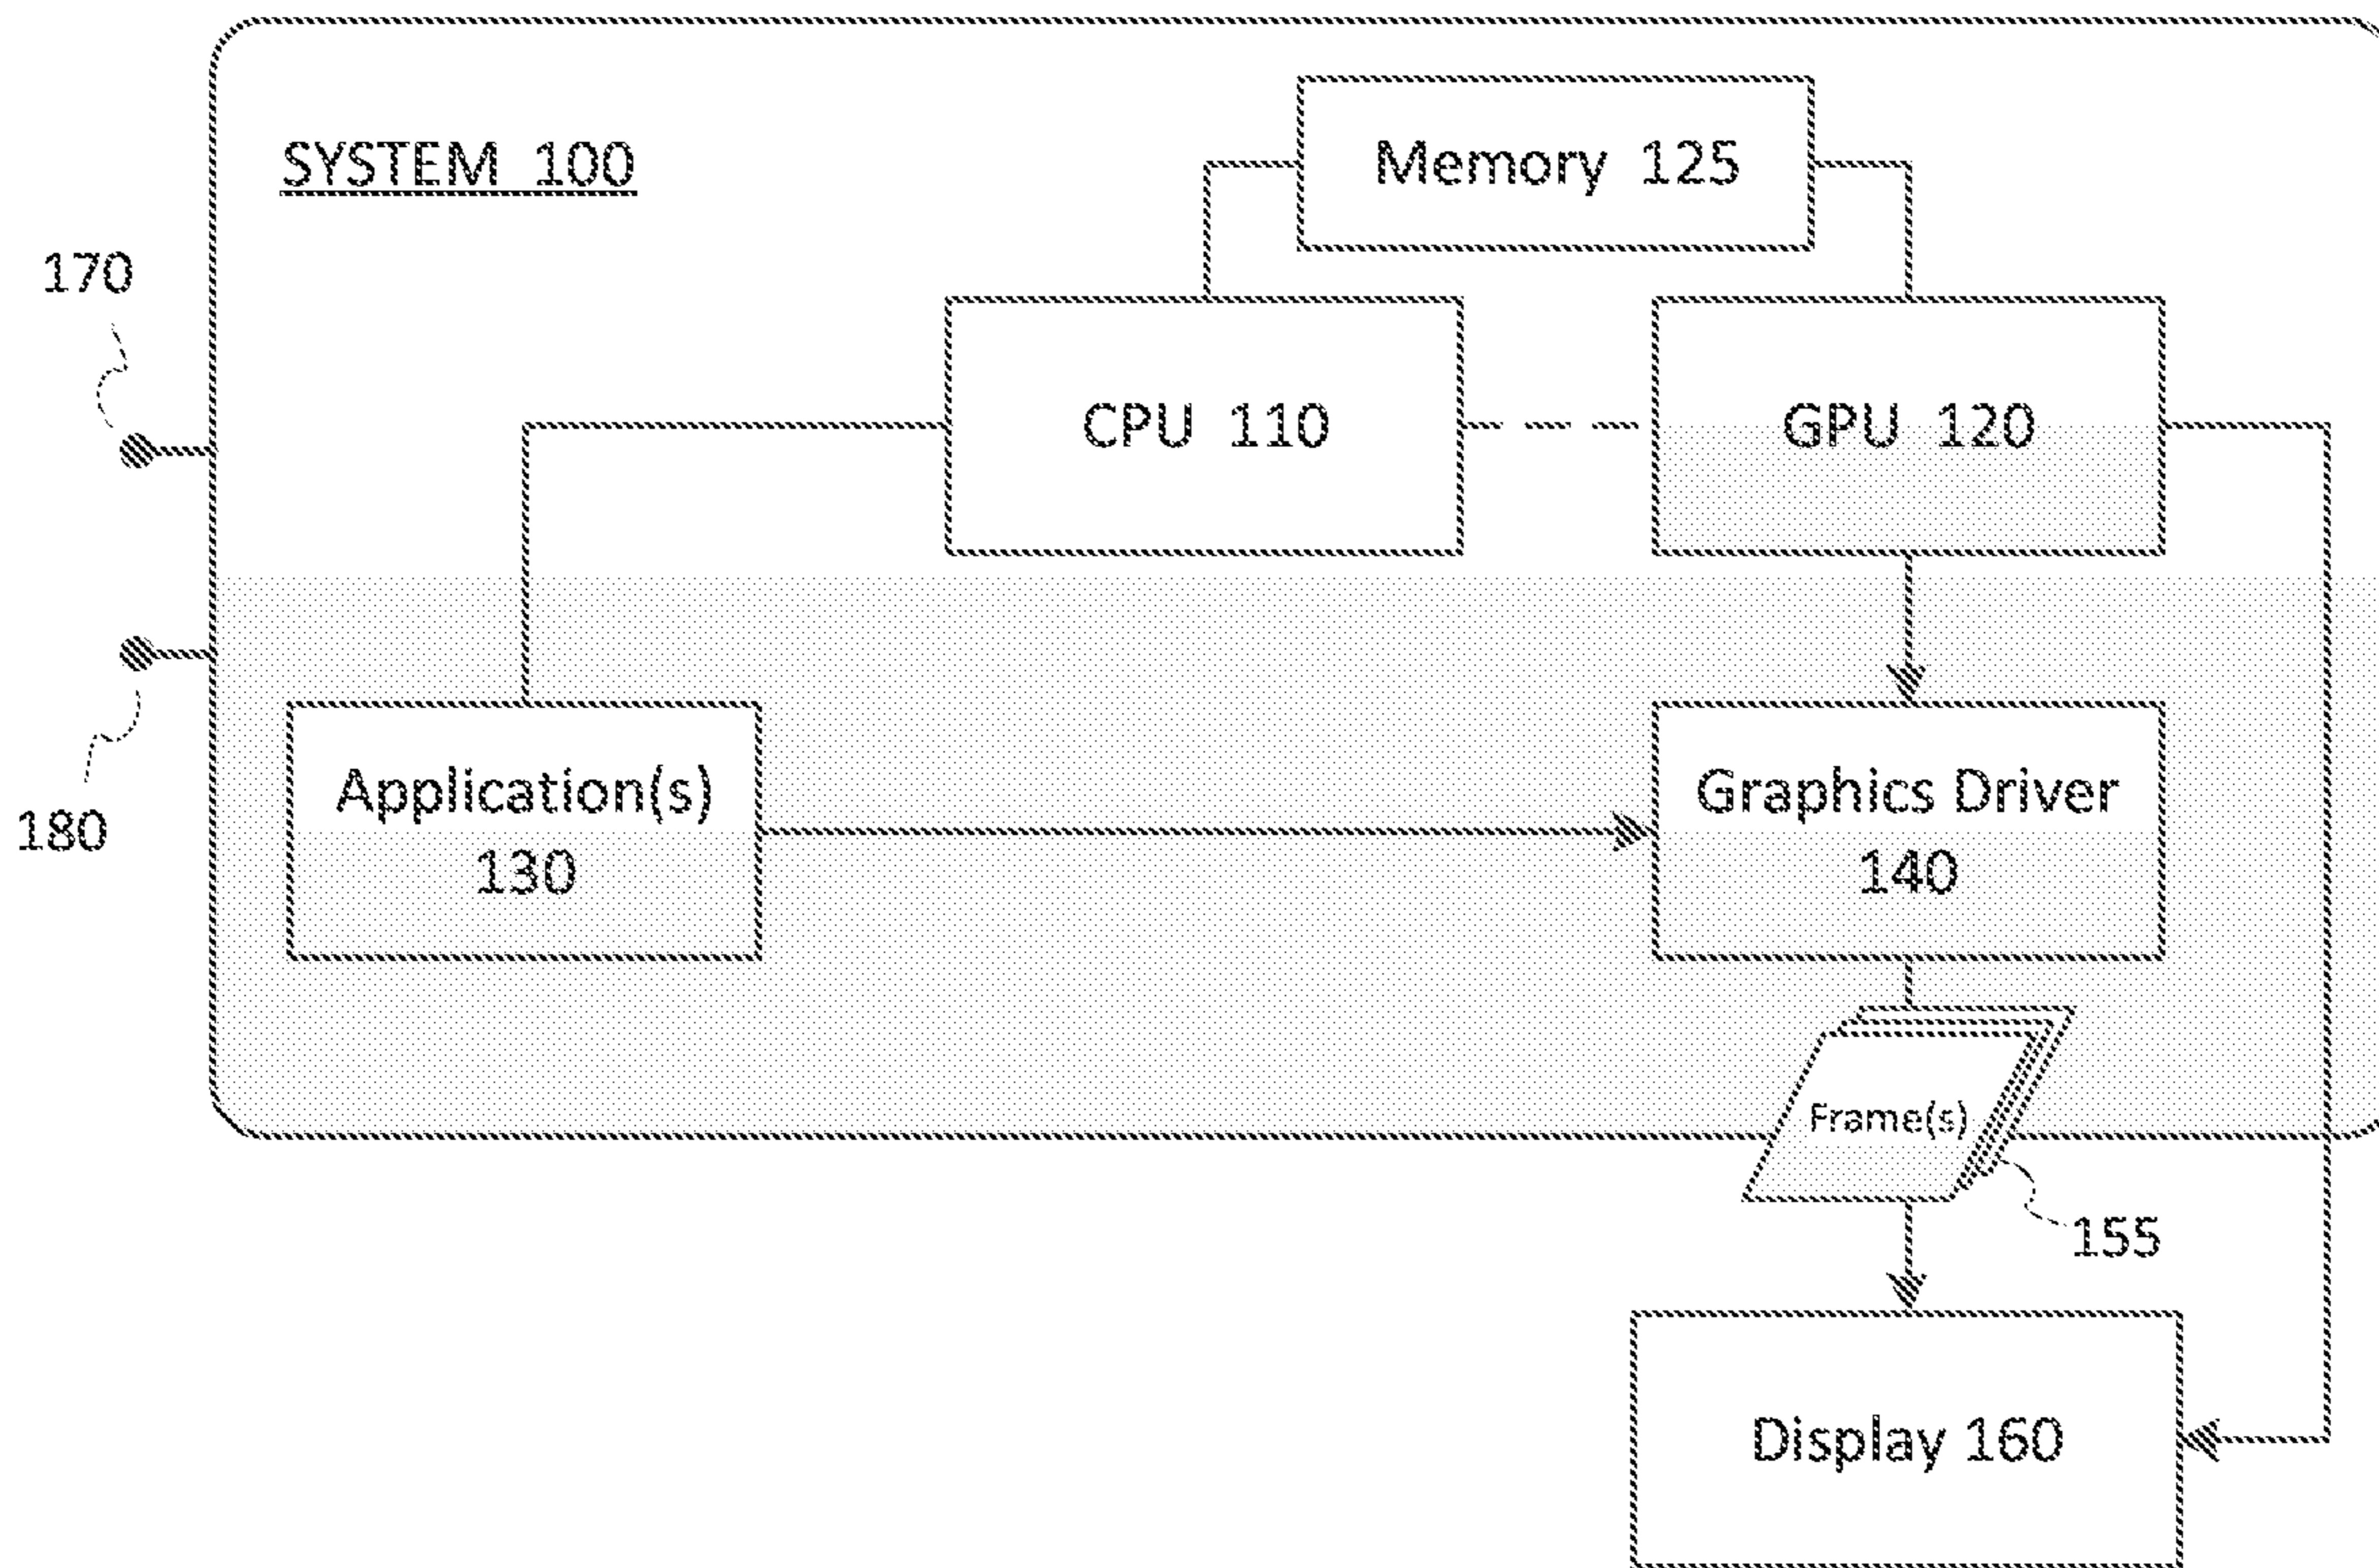 SYSTEM 100
Memory 125
170
CPU 110
GPU 120
180
Application(s)
130
Graphics Driver
140
Frame(s)
155
Display 160